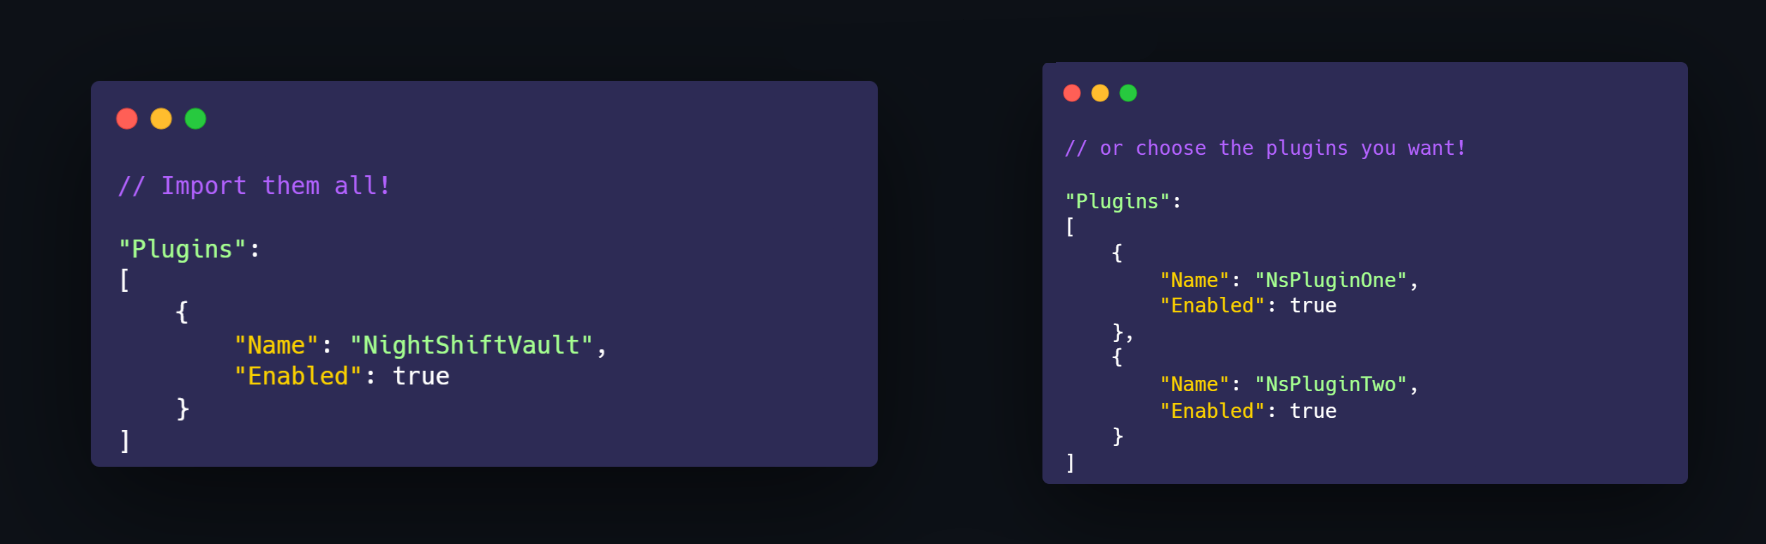 // Import them all!
"Plugins":
[
    {
        "Name": "NightShiftVault",
        "Enabled": true
    }
]
// or choose the plugins you want!
"Plugins":
[
    {
        "Name": "NsPluginOne",
        "Enabled": true
    },
    {
        "Name": "NsPluginTwo",
        "Enabled": true
    }
]